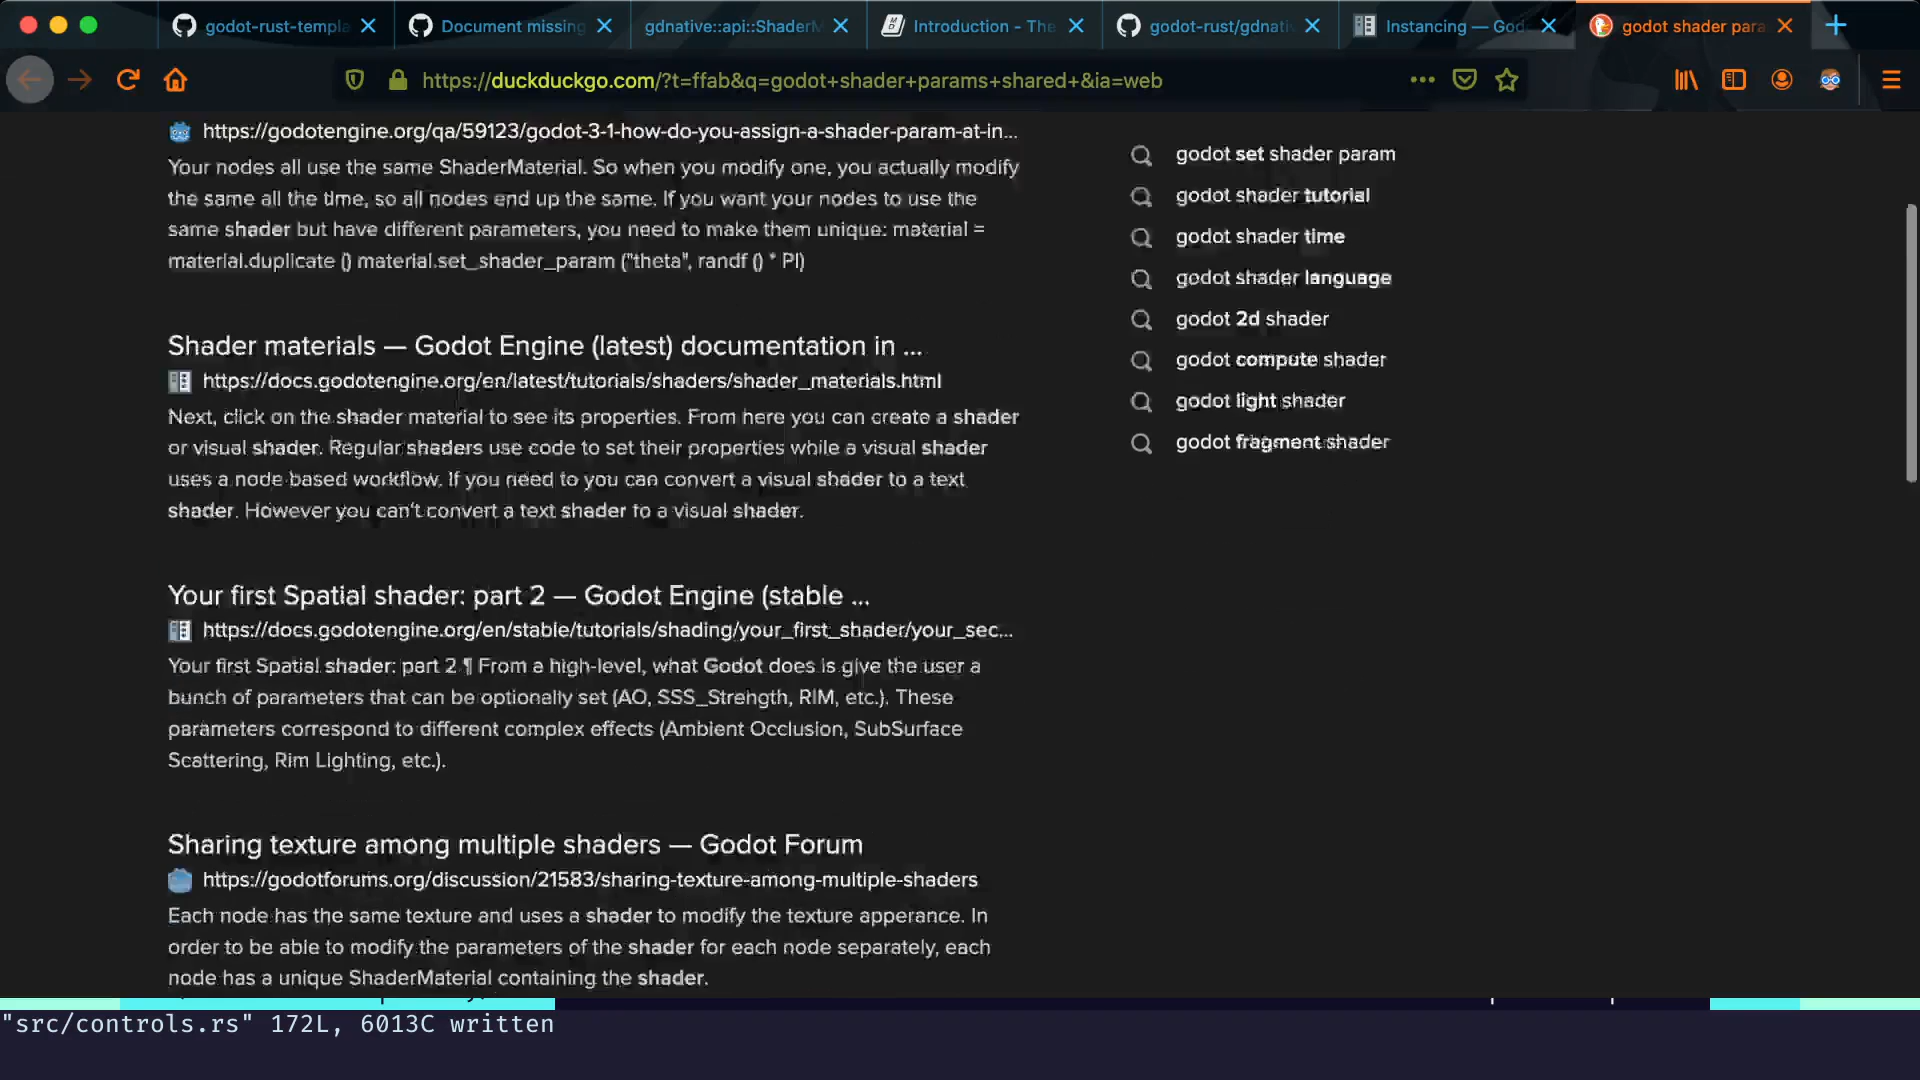 godot-rust-templa
Document missing
gdnative::api::ShaderM
Introduction - The
godot-rust/gdnati
Instancing — God
godot shader para
https://duckduckgo.com/?t=ffab&q=godot+shader+params+shared+&ia=web
https://godotengine.org/qa/59123/godot-3-1-how-do-you-assign-a-shader-param-at-in...
Your nodes all use the same ShaderMaterial. So when you modify one, you actually modify
the same all the time, so all nodes end up the same. If you want your nodes to use the
same shader but have different parameters, you need to make them unique: material =
material.duplicate () material.set_shader_param ("theta", randf () * PI)
Shader materials — Godot Engine (latest) documentation in ...
https://docs.godotengine.org/en/latest/tutorials/shaders/shader_materials.html
Next, click on the shader material to see its properties. From here you can create a shader
or visual shader. Regular shaders use code to set their properties while a visual shader
uses a node based workflow. If you need to you can convert a visual shader to a text
shader. However you can't convert a text shader to a visual shader.
Your first Spatial shader: part 2 — Godot Engine (stable ...
https://docs.godotengine.org/en/stable/tutorials/shading/your_first_shader/your_sec...
Your first Spatial shader: part 2 ¶ From a high-level, what Godot does is give the user a
bunch of parameters that can be optionally set (AO, SSS_Strength, RIM, etc.). These
parameters correspond to different complex effects (Ambient Occlusion, SubSurface
Scattering, Rim Lighting, etc.).
Sharing texture among multiple shaders — Godot Forum
https://godotforums.org/discussion/21583/sharing-texture-among-multiple-shaders
Each node has the same texture and uses a shader to modify the texture apperance. In
order to be able to modify the parameters of the shader for each node separately, each
node has a unique ShaderMaterial containing the shader.
godot set shader param
godot shader tutorial
godot shader time
godot shader language
godot 2d shader
godot compute shader
godot light shader
godot fragment shader
"src/controls.rs" 172L, 6013C written